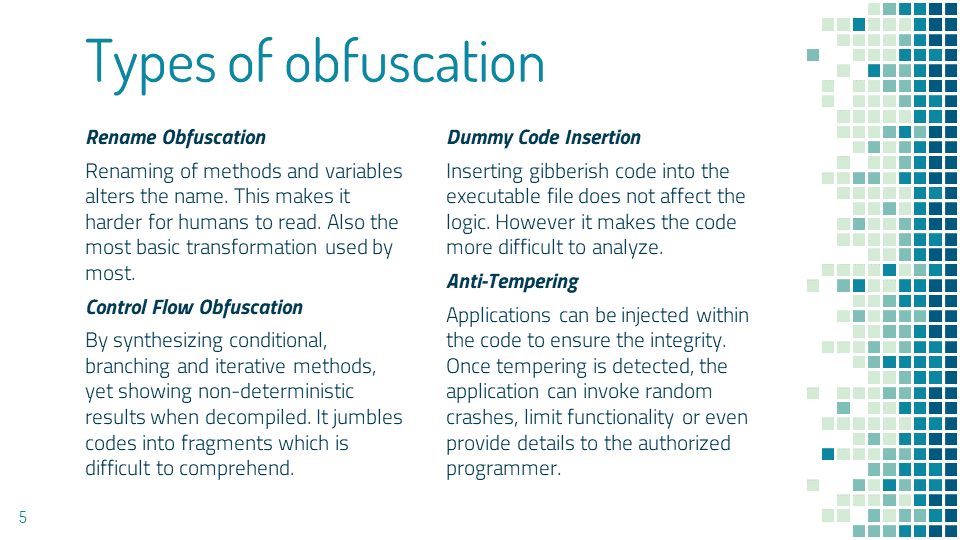 Types of obfuscation
Rename Obfuscation
Renaming of methods and variables
alters the name. This makes it
harder for humans to read. Also the
most basic transformation used by
most.
Control Flow Obfuscation
By synthesizing conditional,
branching and iterative methods,
yet showing non-deterministic
results when decompiled. It jumbles
codes into fragments which is
difficult to comprehend.
Dummy Code Insertion
Inserting gibberish code into the
executable file does not affect the
logic. However it makes the code
more difficult to analyze.
Anti-Tempering
Applications can be injected within
the code to ensure the integrity.
Once tempering is detected, the
application can invoke random
crashes, limit functionality or even
provide details to the authorized
programmer.
5